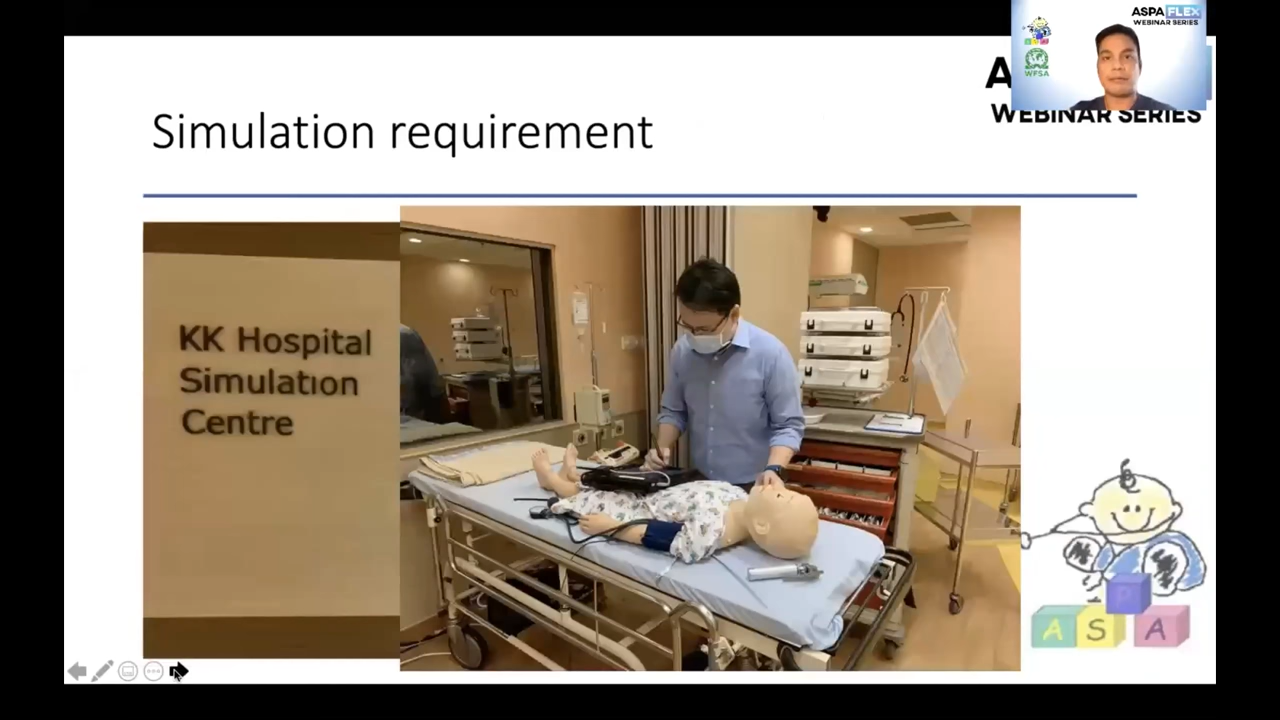 ASPA FLEX
WEBINAR SERIES
WFSA
A
WEBINAR SERIES
Simulation requirement
KK Hospital
Simulation
Centre
P
A S A